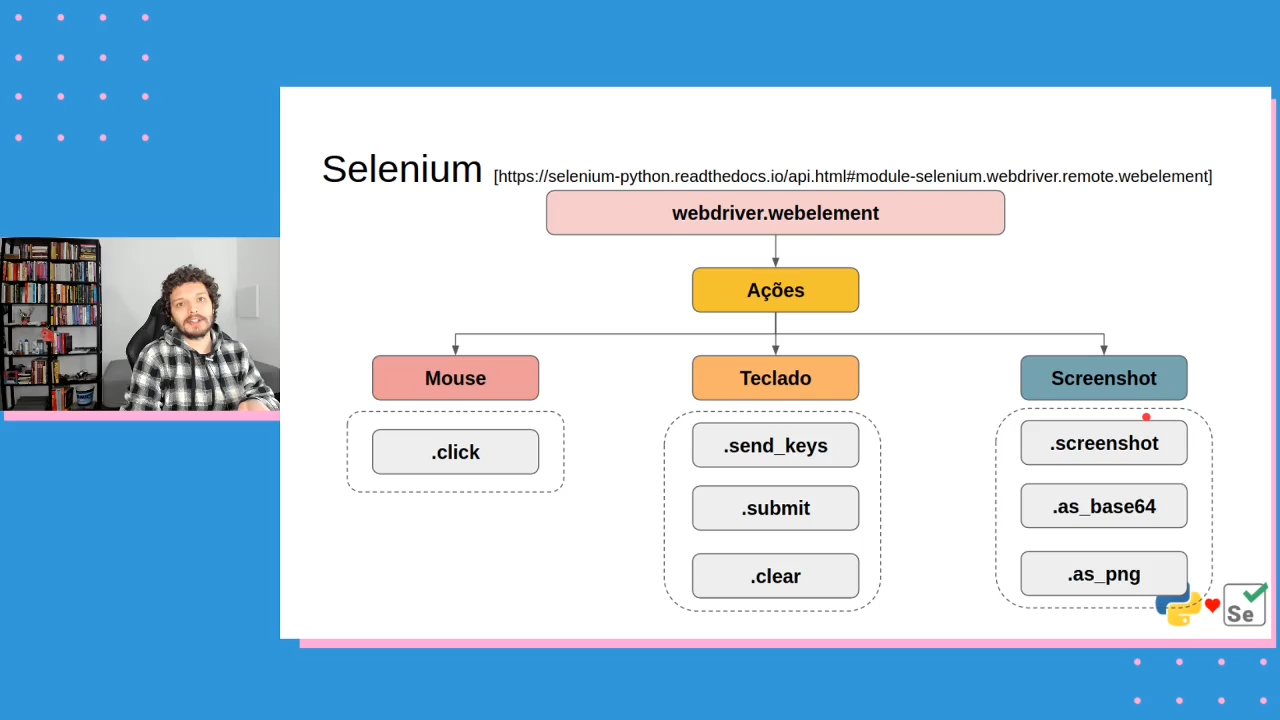 Selenium [https://selenium-python.readthedocs.io/api.html#module-selenium.webdriver.remote.webelement]
webdriver.webelement
Ações
Mouse
Teclado
Screenshot
.click
.send_keys
.screenshot
.submit
.as_base64
.clear
.as_png
Se